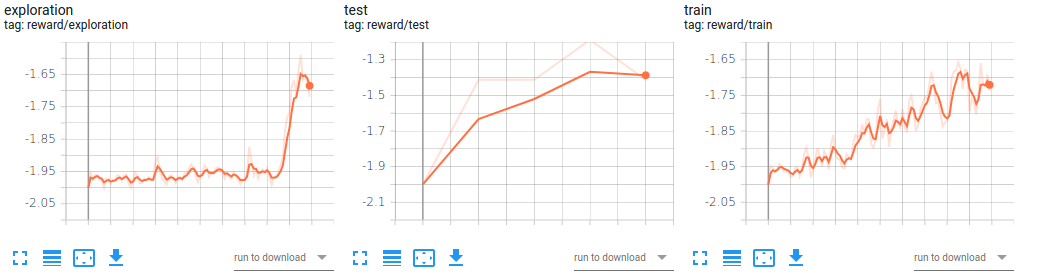 exploration
tag: reward/exploration
-1.65
-1.75
-1.85
-1.95
-2.05
run to download
test
tag: reward/test
-1.3
-1.5
-1.7
-1.9
-2.1
run to download
train
tag: reward/train
-1.65
-1.75
-1.85
-1.95
-2.05
run to download